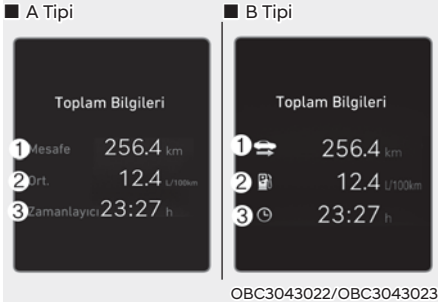 ■ A Tipi
Toplam Bilgileri
① Mesafe 256.4 km
② Ort. 12.4 L/100km
③ Zamanlayıcı 23:27 h
■ B Tipi
Toplam Bilgileri
① 256.4 km
② 12.4 L/100km
③ 23:27 h
OBC3043022/OBC3043023